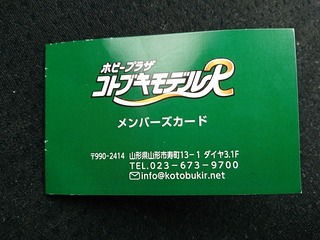 ホビープラザ
コトブキモデルR
メンバーズカード
〒990-2414 山形県山形市寿町13-1 ダイヤ3.1F
TEL.023-673-9700
info@kotobukir.net